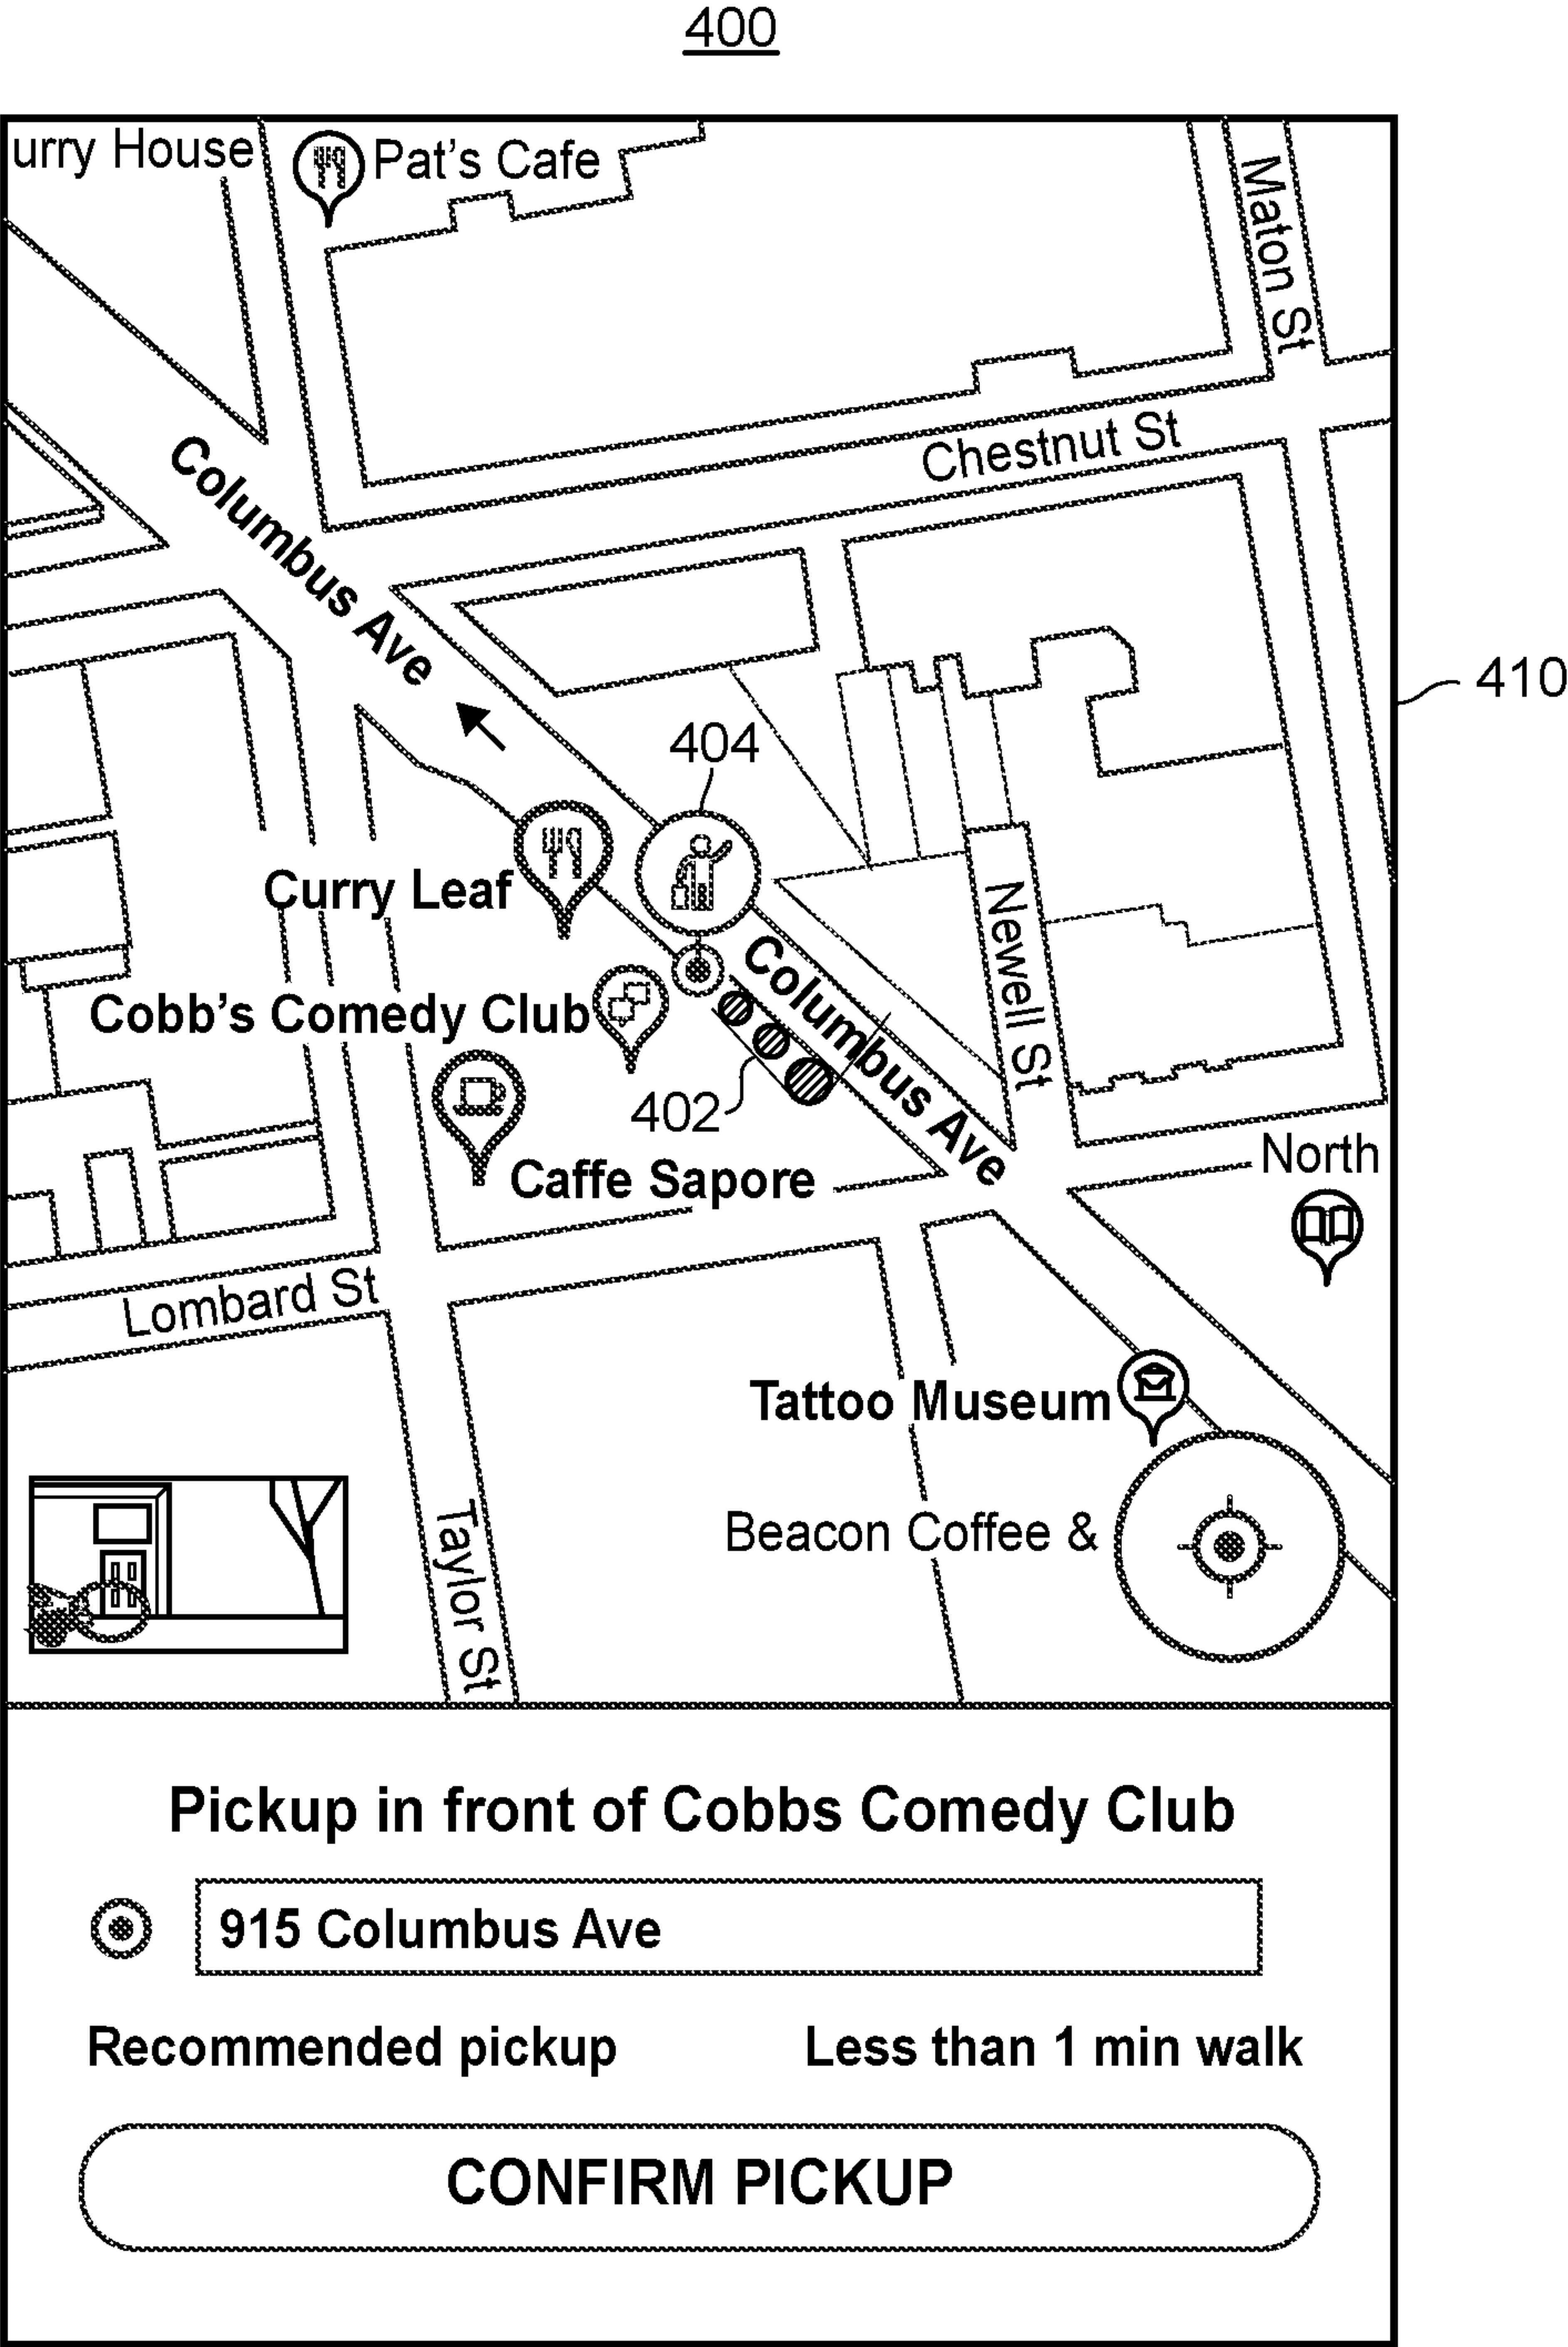 400
urry House
Pat's Cafe
Maton St
Chestnut St
Columbus Ave
410
404
Curry Leaf
Newell St
Columbus Ave
Cobb's Comedy Club
402
Caffe Sapore
North
Lombard St
Tattoo Museum
Beacon Coffee &
Taylor St
Pickup in front of Cobbs Comedy Club
915 Columbus Ave
Recommended pickup
Less than 1 min walk
CONFIRM PICKUP